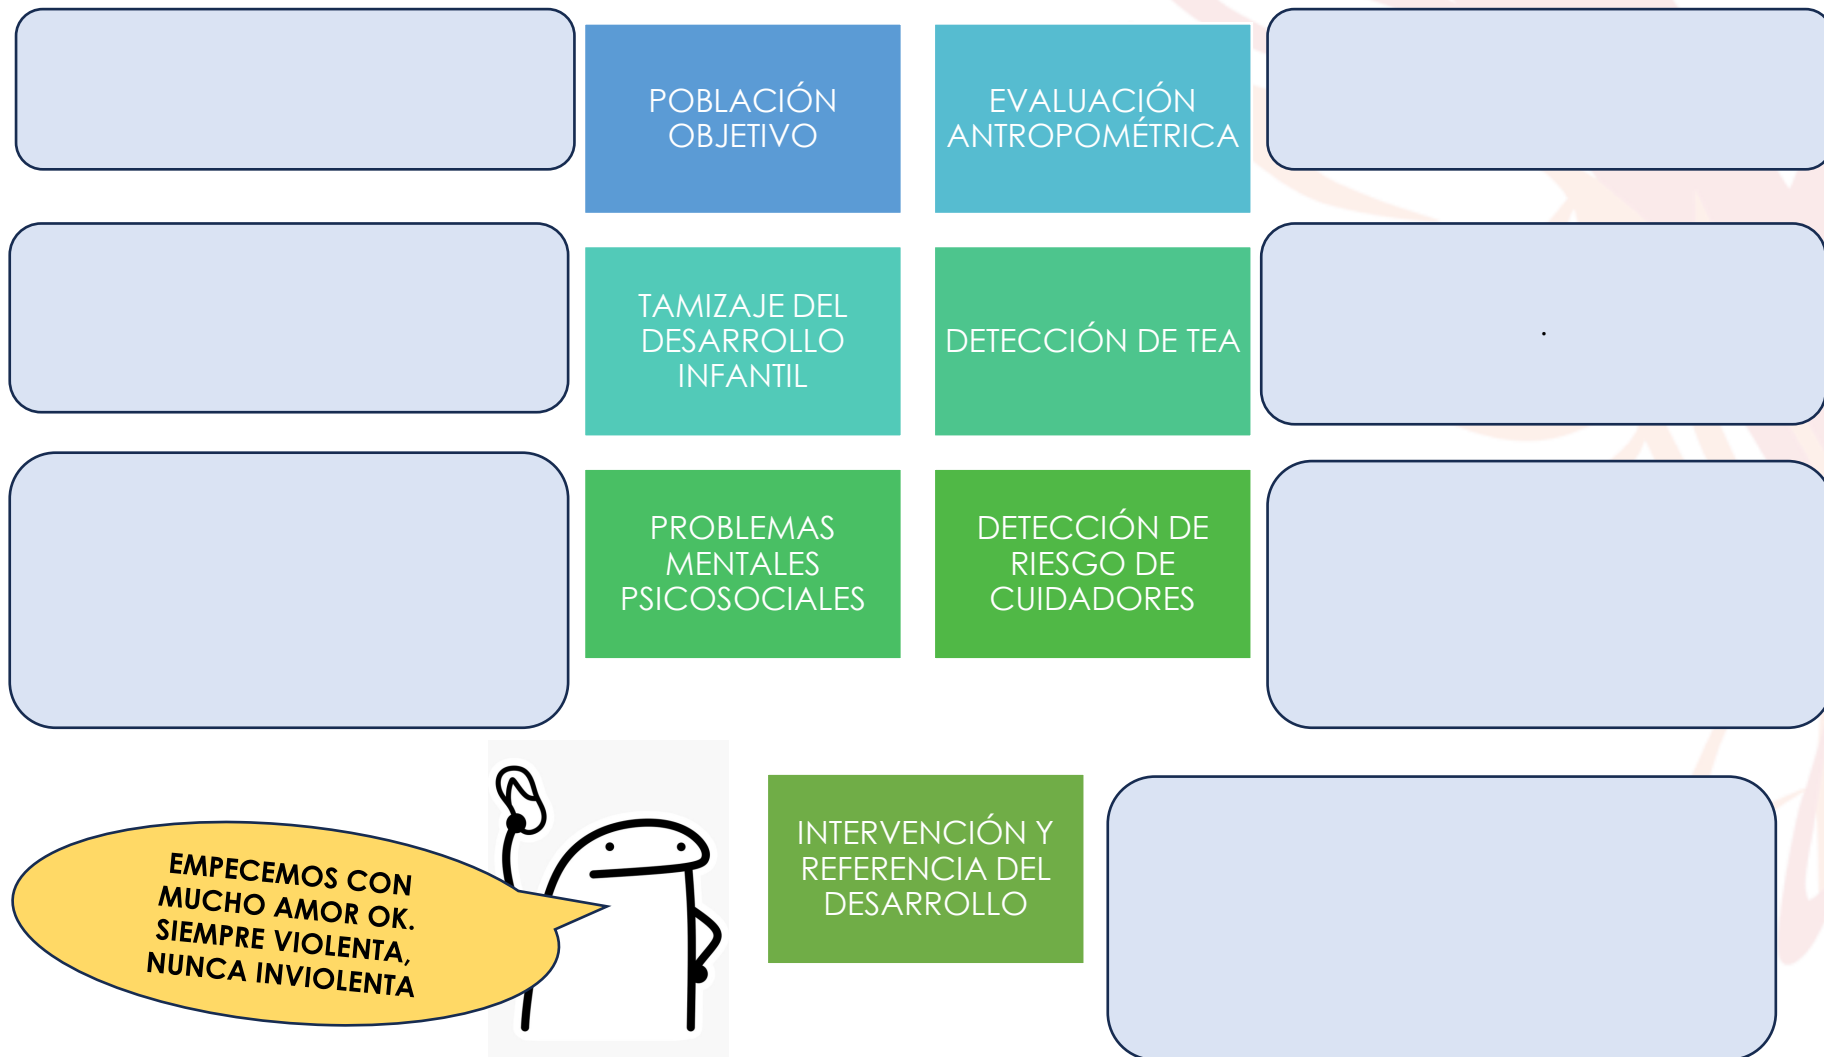 POBLACIÓN
OBJETIVO
EVALUACIÓN
ANTROPOMÉTRICA
TAMIZAJE DEL
DESARROLLO
INFANTIL
DETECCIÓN DE TEA
.
PROBLEMAS
MENTALES
PSICOSOCIALES
DETECCIÓN DE
RIESGO DE
CUIDADORES
INTERVENCIÓN Y
REFERENCIA DEL
DESARROLLO
EMPECEMOS CON
MUCHO AMOR OK.
SIEMPRE VIOLENTA,
NUNCA INVIOLENTA